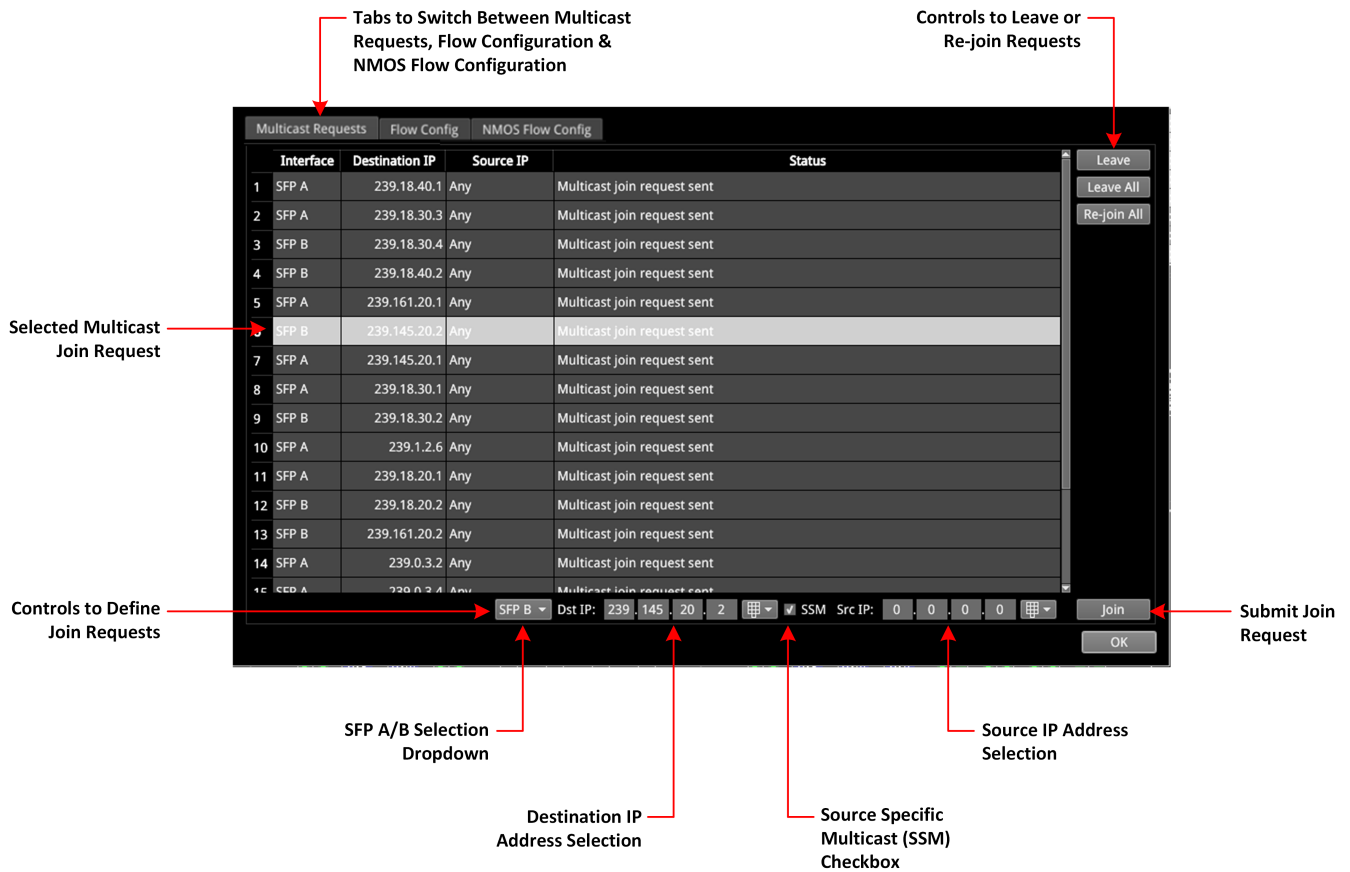 Tabs to Switch Between Multicast
Requests, Flow Configuration &
NMOS Flow Configuration
Controls to Leave or
Re-join Requests
Multicast Requests Flow Config NMOS Flow Config
Interface Destination IP Source IP Status
Leave
Leave All
Re-join All
1 SFP A 239.18.40.1 Any Multicast join request sent
2 SFP A 239.18.30.3 Any Multicast join request sent
3 SFP B 239.18.30.4 Any Multicast join request sent
4 SFP B 239.18.40.2 Any Multicast join request sent
5 SFP A 239.161.20.1 Any Multicast join request sent
6 SFP B 239.145.20.2 Any Multicast join request sent
7 SFP A 239.145.20.1 Any Multicast join request sent
8 SFP A 239.18.30.1 Any Multicast join request sent
9 SFP B 239.18.30.2 Any Multicast join request sent
10 SFP A 239.1.2.6 Any Multicast join request sent
11 SFP A 239.18.20.1 Any Multicast join request sent
12 SFP B 239.18.20.2 Any Multicast join request sent
13 SFP B 239.161.20.2 Any Multicast join request sent
14 SFP A 239.0.3.2 Any Multicast join request sent
15 SFP A 239.0.3.4 Any Multicast join request sent
Selected Multicast
Join Request
Controls to Define
Join Requests
SFP B Dst IP: 239 . 145 . 20 . 2 SSM Src IP: 0 . 0 . 0 . 0 Join
OK
Submit Join
Request
SFP A/B Selection
Dropdown
Source IP Address
Selection
Destination IP
Address Selection
Source Specific
Multicast (SSM)
Checkbox